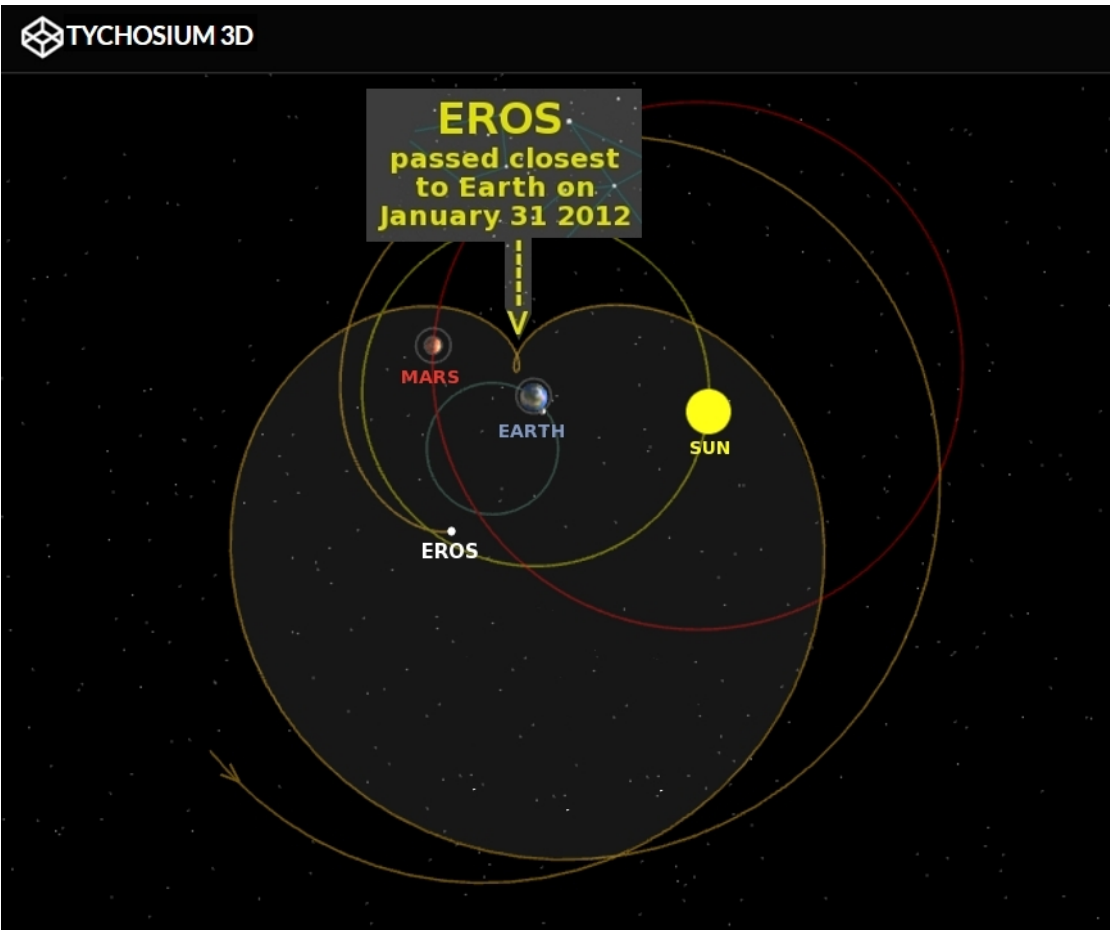 TYCHOSIUM 3D
EROS
passed closest
to Earth on
January 31 2012
MARS
EARTH
SUN
EROS